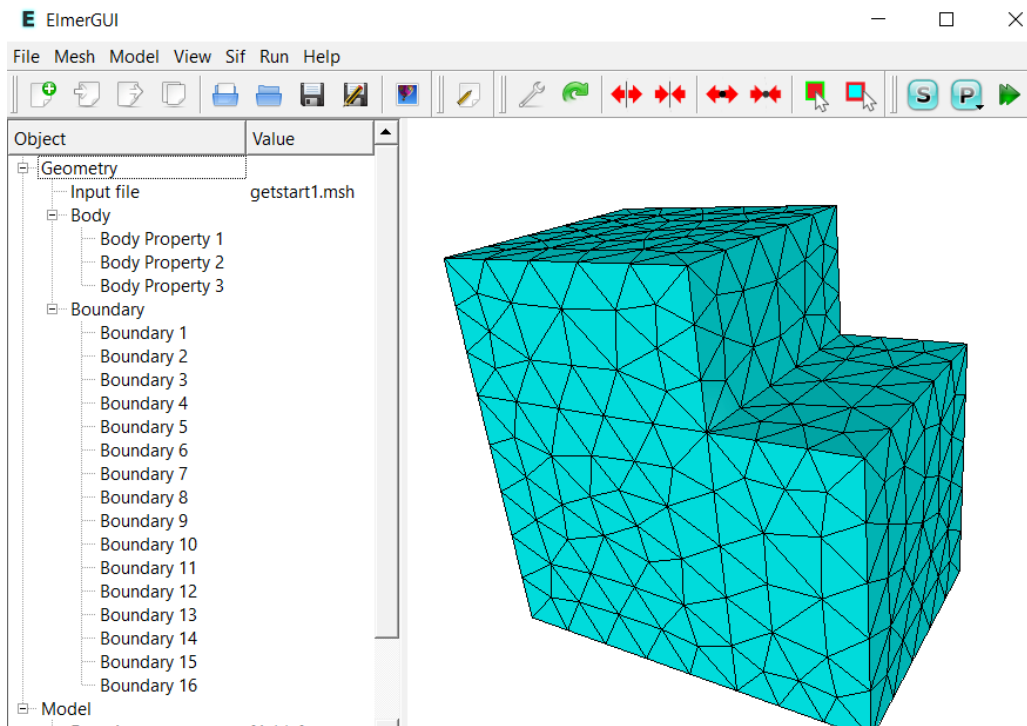 E ElmerGUI
File Mesh Model View Sif Run Help
S P
Object Value
Geometry
Input file getstart1.msh
Body
Body Property 1
Body Property 2
Body Property 3
Boundary
Boundary 1
Boundary 2
Boundary 3
Boundary 4
Boundary 5
Boundary 6
Boundary 7
Boundary 8
Boundary 9
Boundary 10
Boundary 11
Boundary 12
Boundary 13
Boundary 14
Boundary 15
Boundary 16
Model